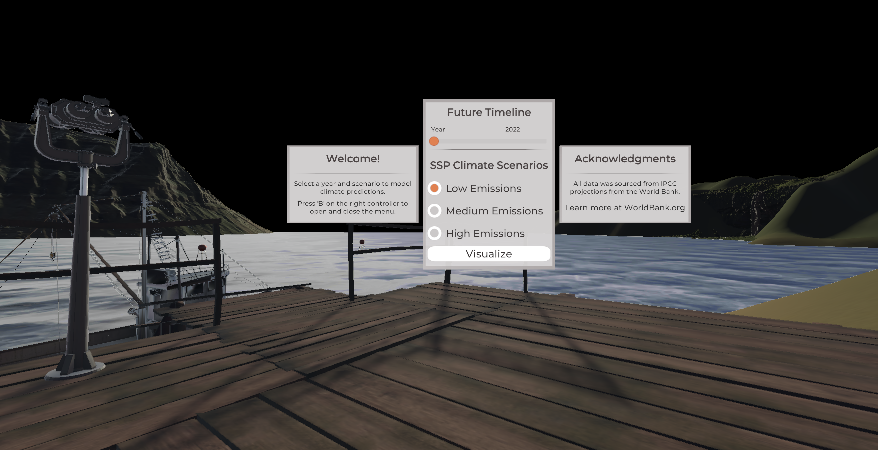 Welcome!
Select a year and scenario to model
climate predictions.
Press 'B' on the right controller to
open and close the menu.
Future Timeline
Year 2022
SSP Climate Scenarios
Low Emissions
Medium Emissions
High Emissions
Visualize
Acknowledgments
All data was sourced from IPCC
projections from the World Bank.
Learn more at WorldBank.org